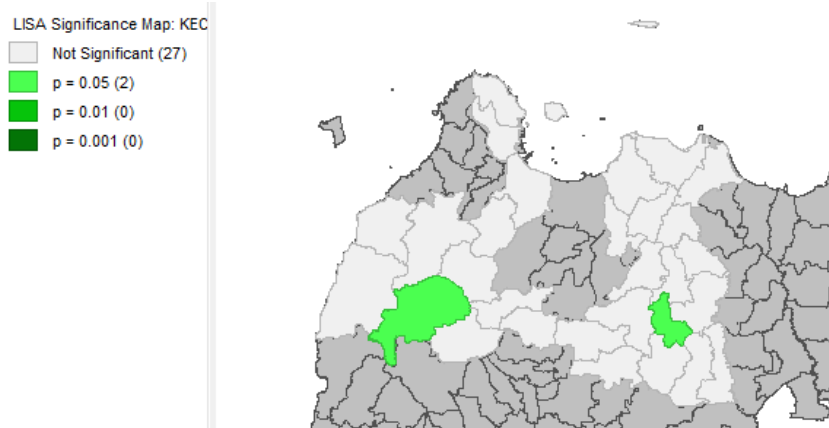 LISA Significance Map: KEC
Not Significant (27)
p = 0.05 (2)
p = 0.01 (0)
p = 0.001 (0)